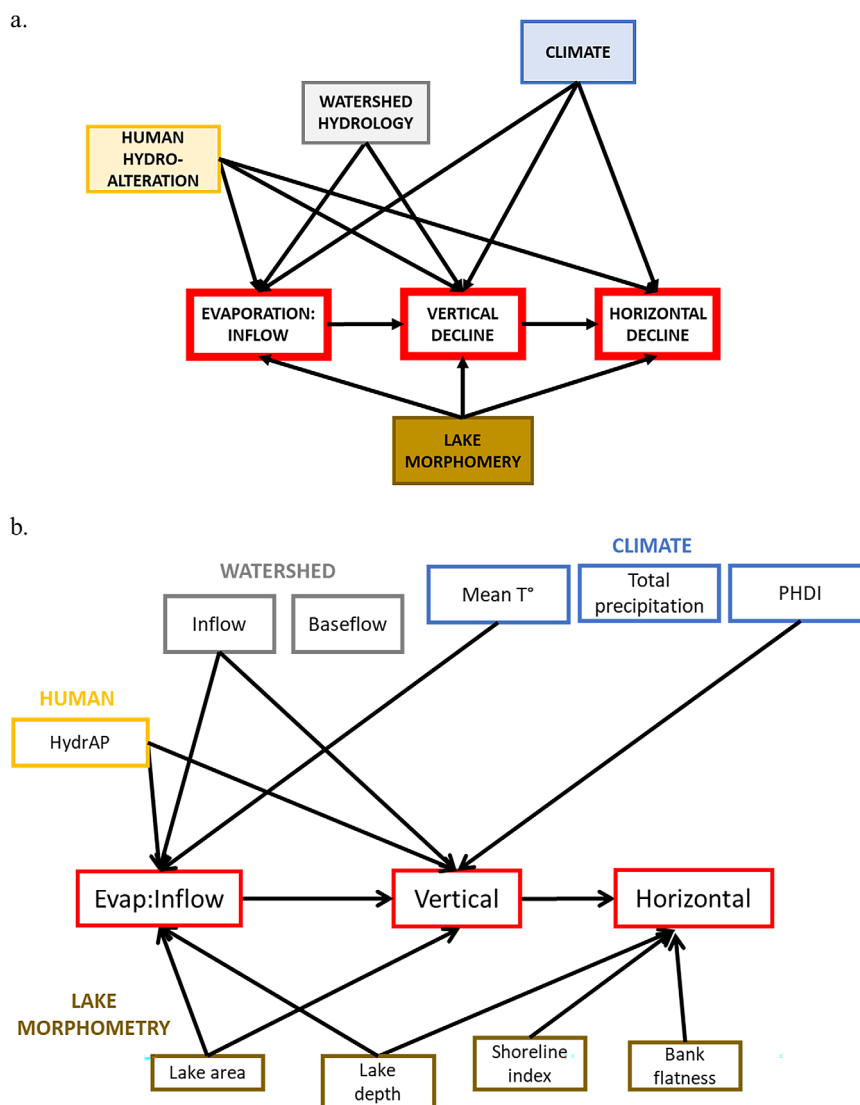 a.
CLIMATE
WATERSHED
HYDROLOGY
HUMAN
HYDRO-
ALTERATION
EVAPORATION:
INFLOW
VERTICAL
DECLINE
HORIZONTAL
DECLINE
LAKE
MORPHOMERY
b.
CLIMATE
WATERSHED
Mean T°
Total
precipitation
PHDI
Inflow
Baseflow
HUMAN
HydrAP
Evap:Inflow
Vertical
Horizontal
LAKE
MORPHOMETRY
Lake area
Lake
depth
Shoreline
index
Bank
flatness